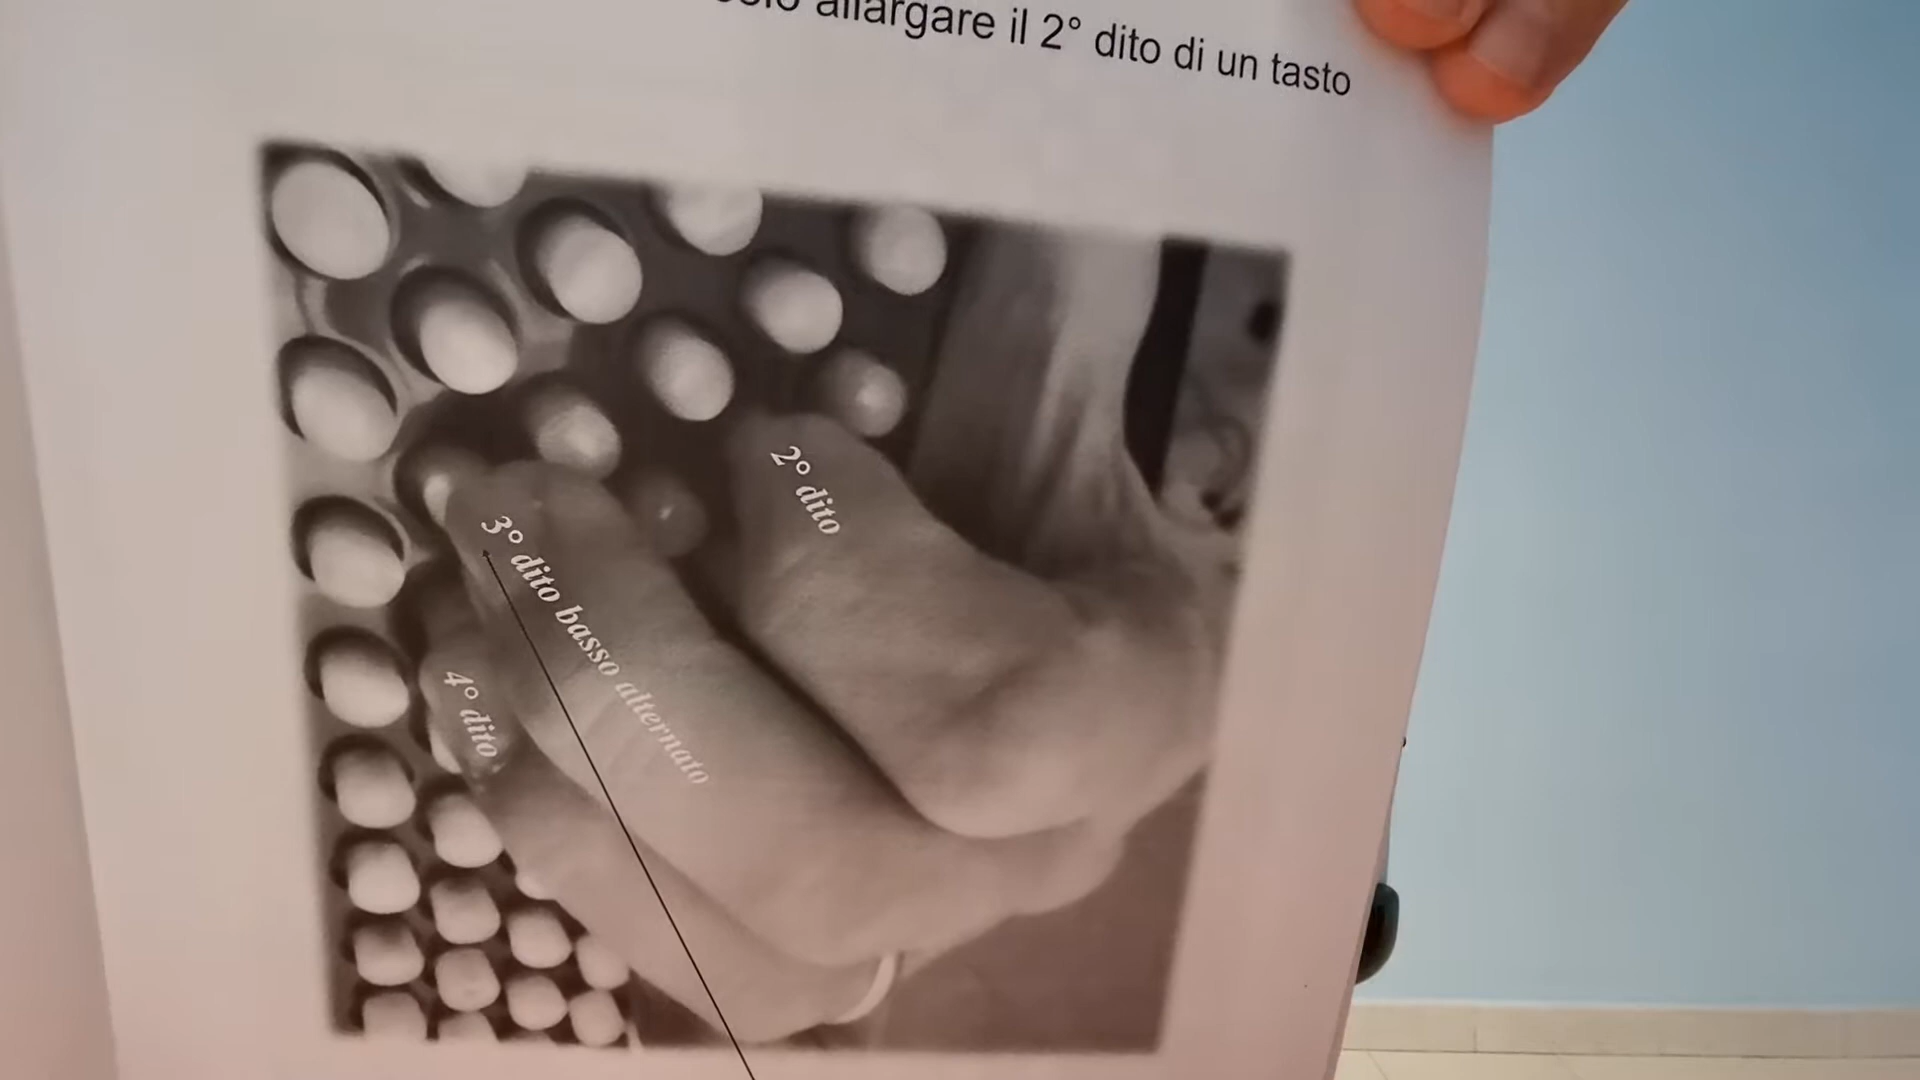 allargare il 2° dito di un tasto
2° dito
3° dito basso alternato
4° dito